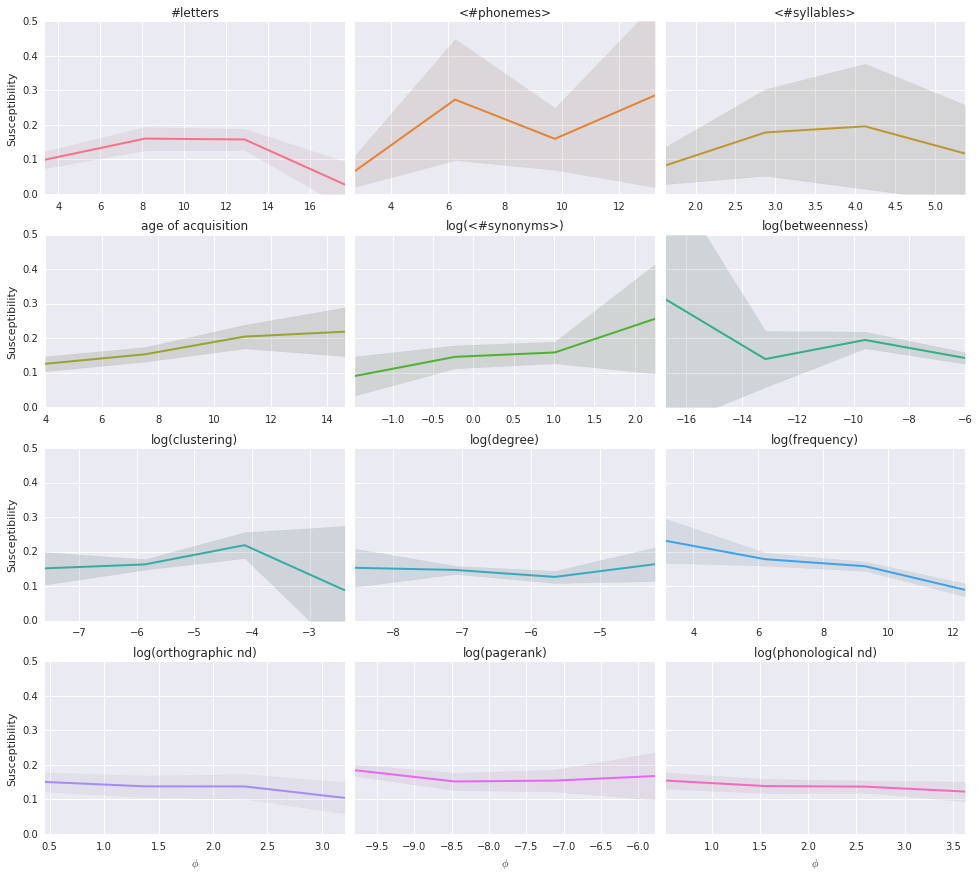 #letters <#phonemes> <#syllables>
0.5
0.4
0.3
0.2
0.1
0.0
Susceptibility
4 6 8 10 12 14 16 4 6 8 10 12 2.0 2.5 3.0 3.5 4.0 4.5 5.0
age of acquisition log(<#synonyms>) log(betweenness)
0.5
0.4
0.3
0.2
0.1
0.0
Susceptibility
4 6 8 10 12 14 −1.0 −0.5 0.0 0.5 1.0 1.5 2.0 −16 −14 −12 −10 −8 −6
log(clustering) log(degree) log(frequency)
0.5
0.4
0.3
0.2
0.1
0.0
Susceptibility
−7 −6 −5 −4 −3 −8 −7 −6 −5 4 6 8 10 12
log(orthographic nd) log(pagerank) log(phonological nd)
0.5
0.4
0.3
0.2
0.1
0.0
Susceptibility
0.5 1.0 1.5 2.0 2.5 3.0 −9.5 −9.0 −8.5 −8.0 −7.5 −7.0 −6.5 −6.0 1.0 1.5 2.0 2.5 3.0 3.5
ϕ ϕ ϕ